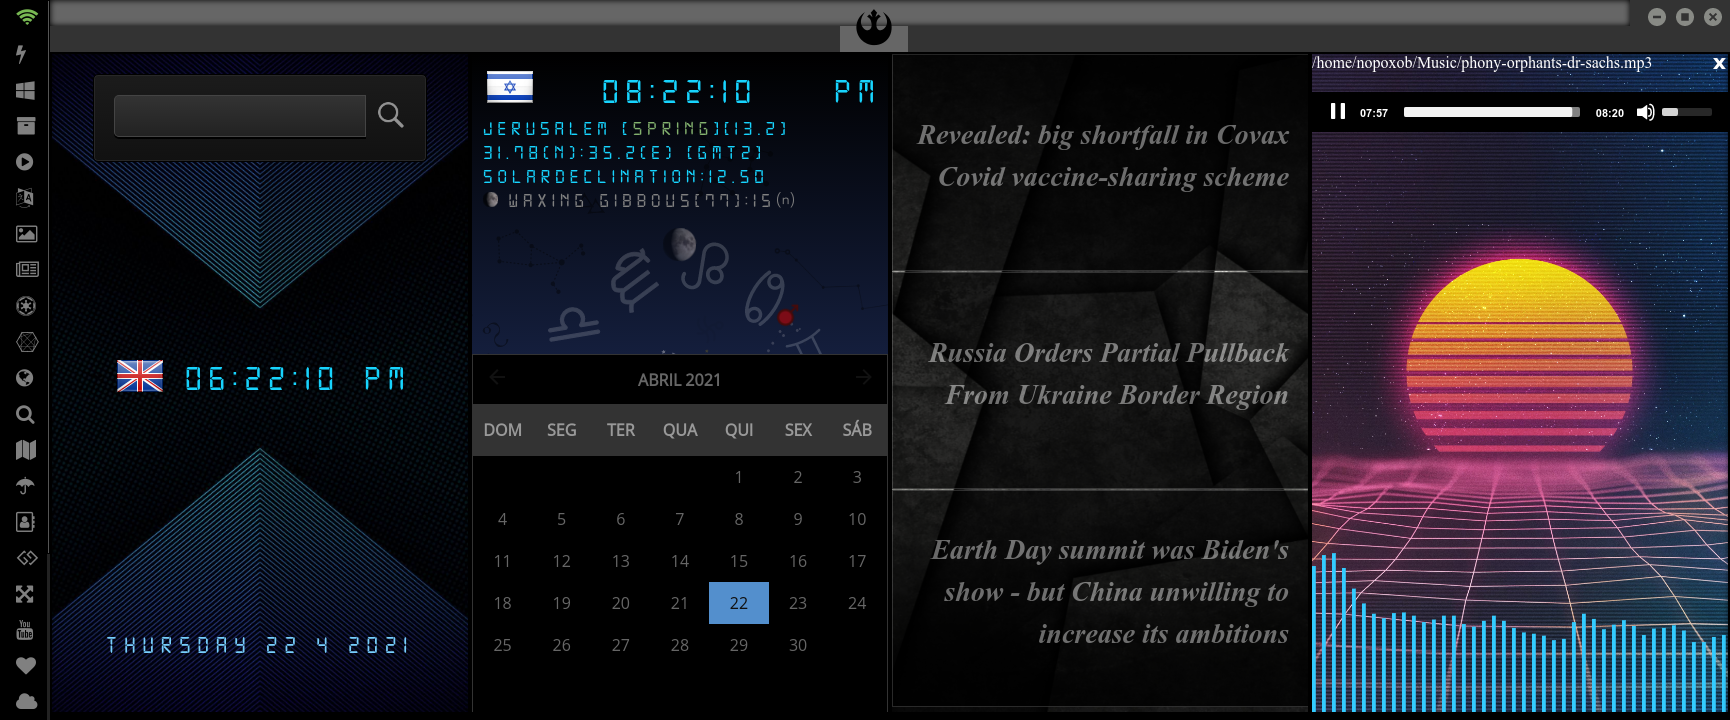 06:22:10 PM
THURSDAY 22 4 2021
08:22:10 PM
JERUSALEM [SPRING][13.2]
31.78(N):35.2(E) [GMT2]
SOLARDECLINATION:12.50
WAXING GIBBOUS[77]:15(n)
ABRIL 2021
DOM SEG TER QUA QUI SEX SÁB
1 2 3
4 5 6 7 8 9 10
11 12 13 14 15 16 17
18 19 20 21 22 23 24
25 26 27 28 29 30
Revealed: big shortfall in Covax
Covid vaccine-sharing scheme
Russia Orders Partial Pullback
From Ukraine Border Region
Earth Day summit was Biden's
show - but China unwilling to
increase its ambitions
/home/nopoxob/Music/phony-orphants-dr-sachs.mp3 x
07:57 08:20
You
Tube